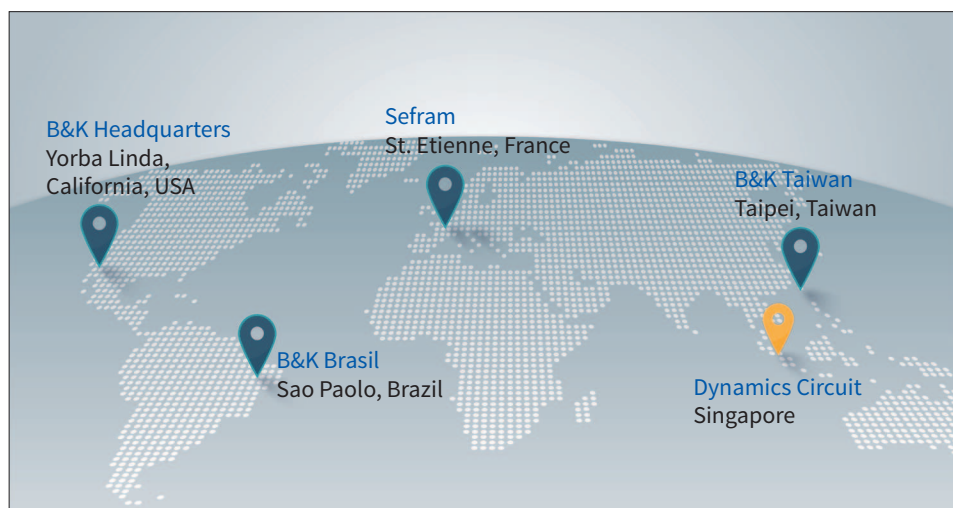 B&K Headquarters
Yorba Linda,
California, USA
Sefram
St. Etienne, France
B&K Taiwan
Taipei, Taiwan
B&K Brasil
Sao Paolo, Brazil
Dynamics Circuit
Singapore